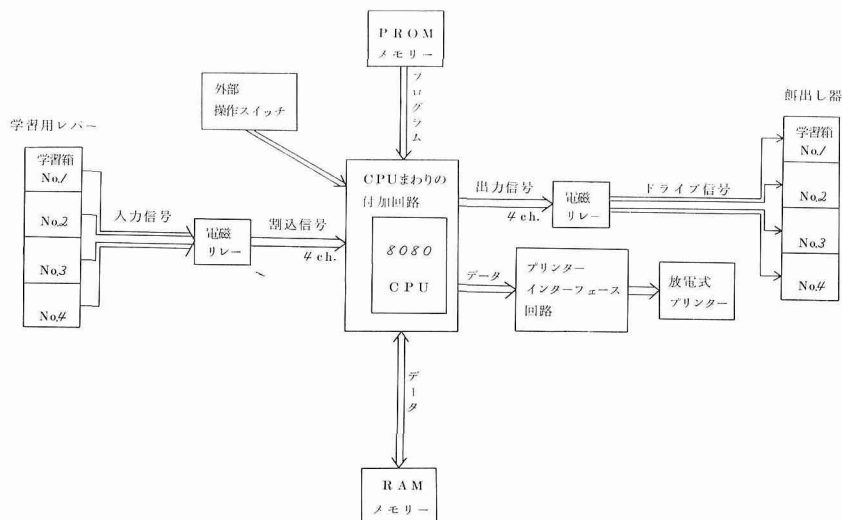 PROM
メモリー
プログラム
外部
操作スイッチ
学習用レバー
学習箱
No.1
No.2
No.3
No.4
入力信号
電磁
リレー
割込信号
4 ch.
CPUまわりの
付加回路
8080
CPU
出力信号
4 ch.
電磁
リレー
ドライブ信号
餌出し器
学習箱
No.1
No.2
No.3
No.4
データ
プリンター
インターフェース
回路
放電式
プリンター
データ
RAM
メモリー